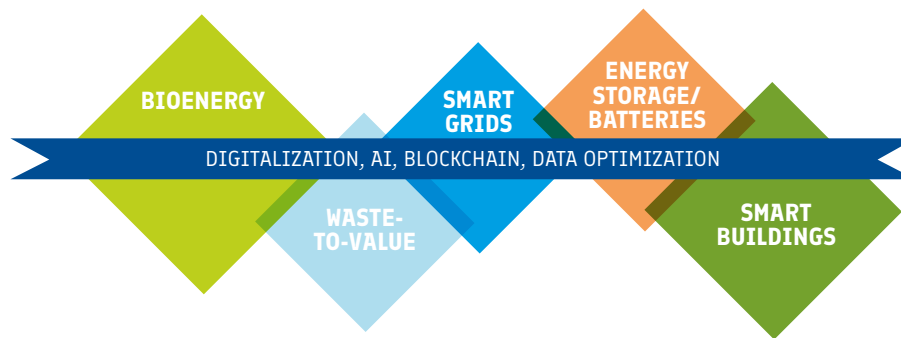 BIOENERGY
SMART
GRIDS
ENERGY
STORAGE/
BATTERIES
DIGITALIZATION, AI, BLOCKCHAIN, DATA OPTIMIZATION
WASTE-
TO-VALUE
SMART
BUILDINGS